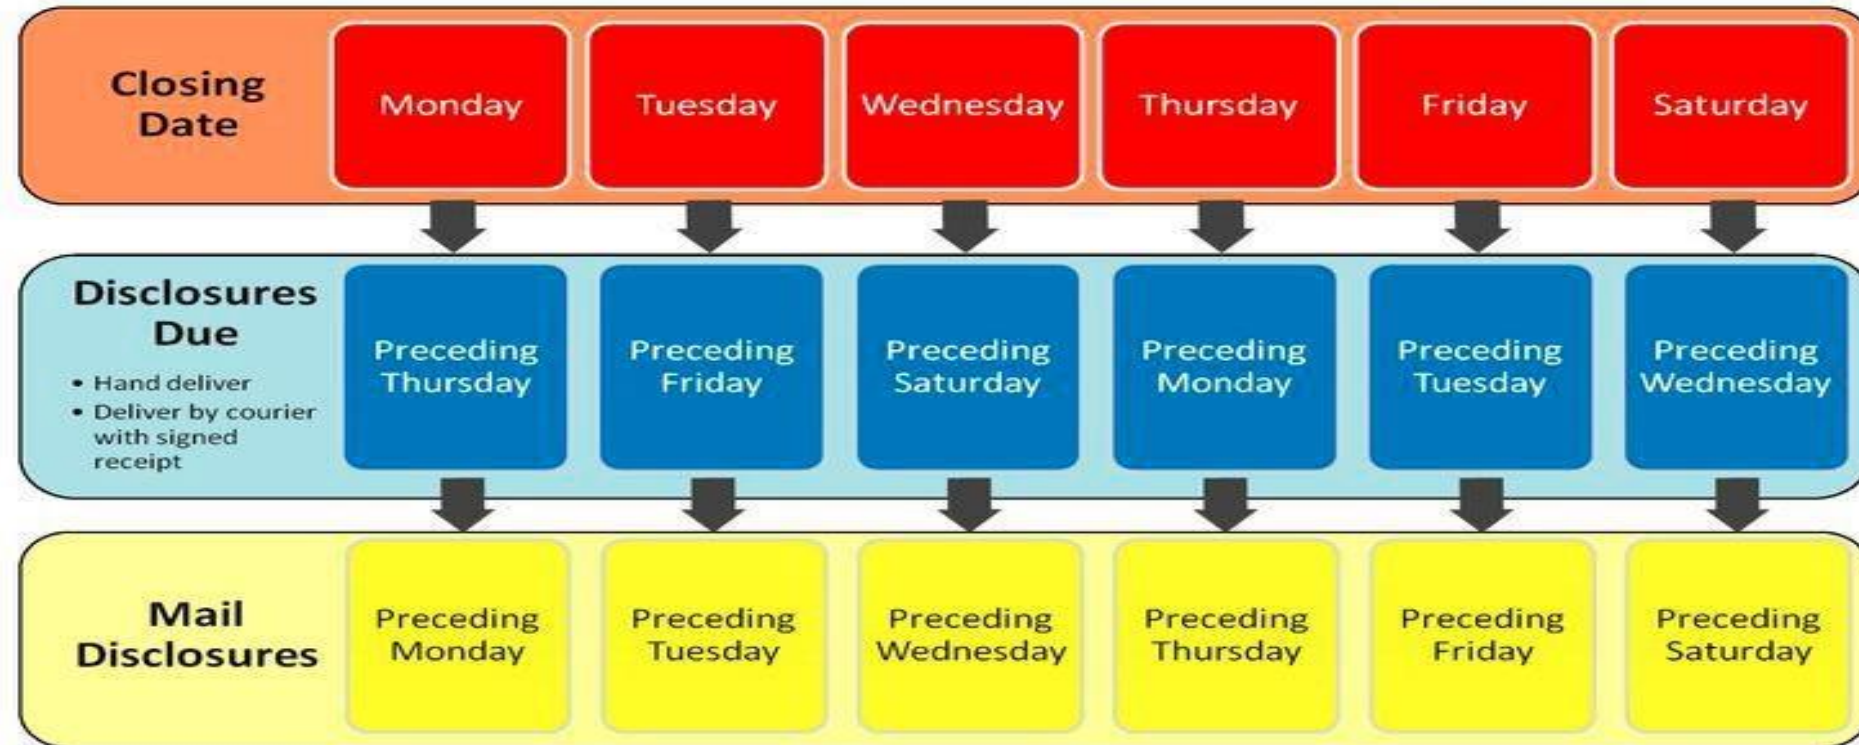 Closing
Date
Monday
Tuesday
Wednesday
Thursday
Friday
Saturday
Disclosures
Due
• Hand deliver
• Deliver by courier
with signed
receipt
Preceding
Thursday
Preceding
Friday
Preceding
Saturday
Preceding
Monday
Preceding
Tuesday
Preceding
Wednesday
Mail
Disclosures
Preceding
Monday
Preceding
Tuesday
Preceding
Wednesday
Preceding
Thursday
Preceding
Friday
Preceding
Saturday